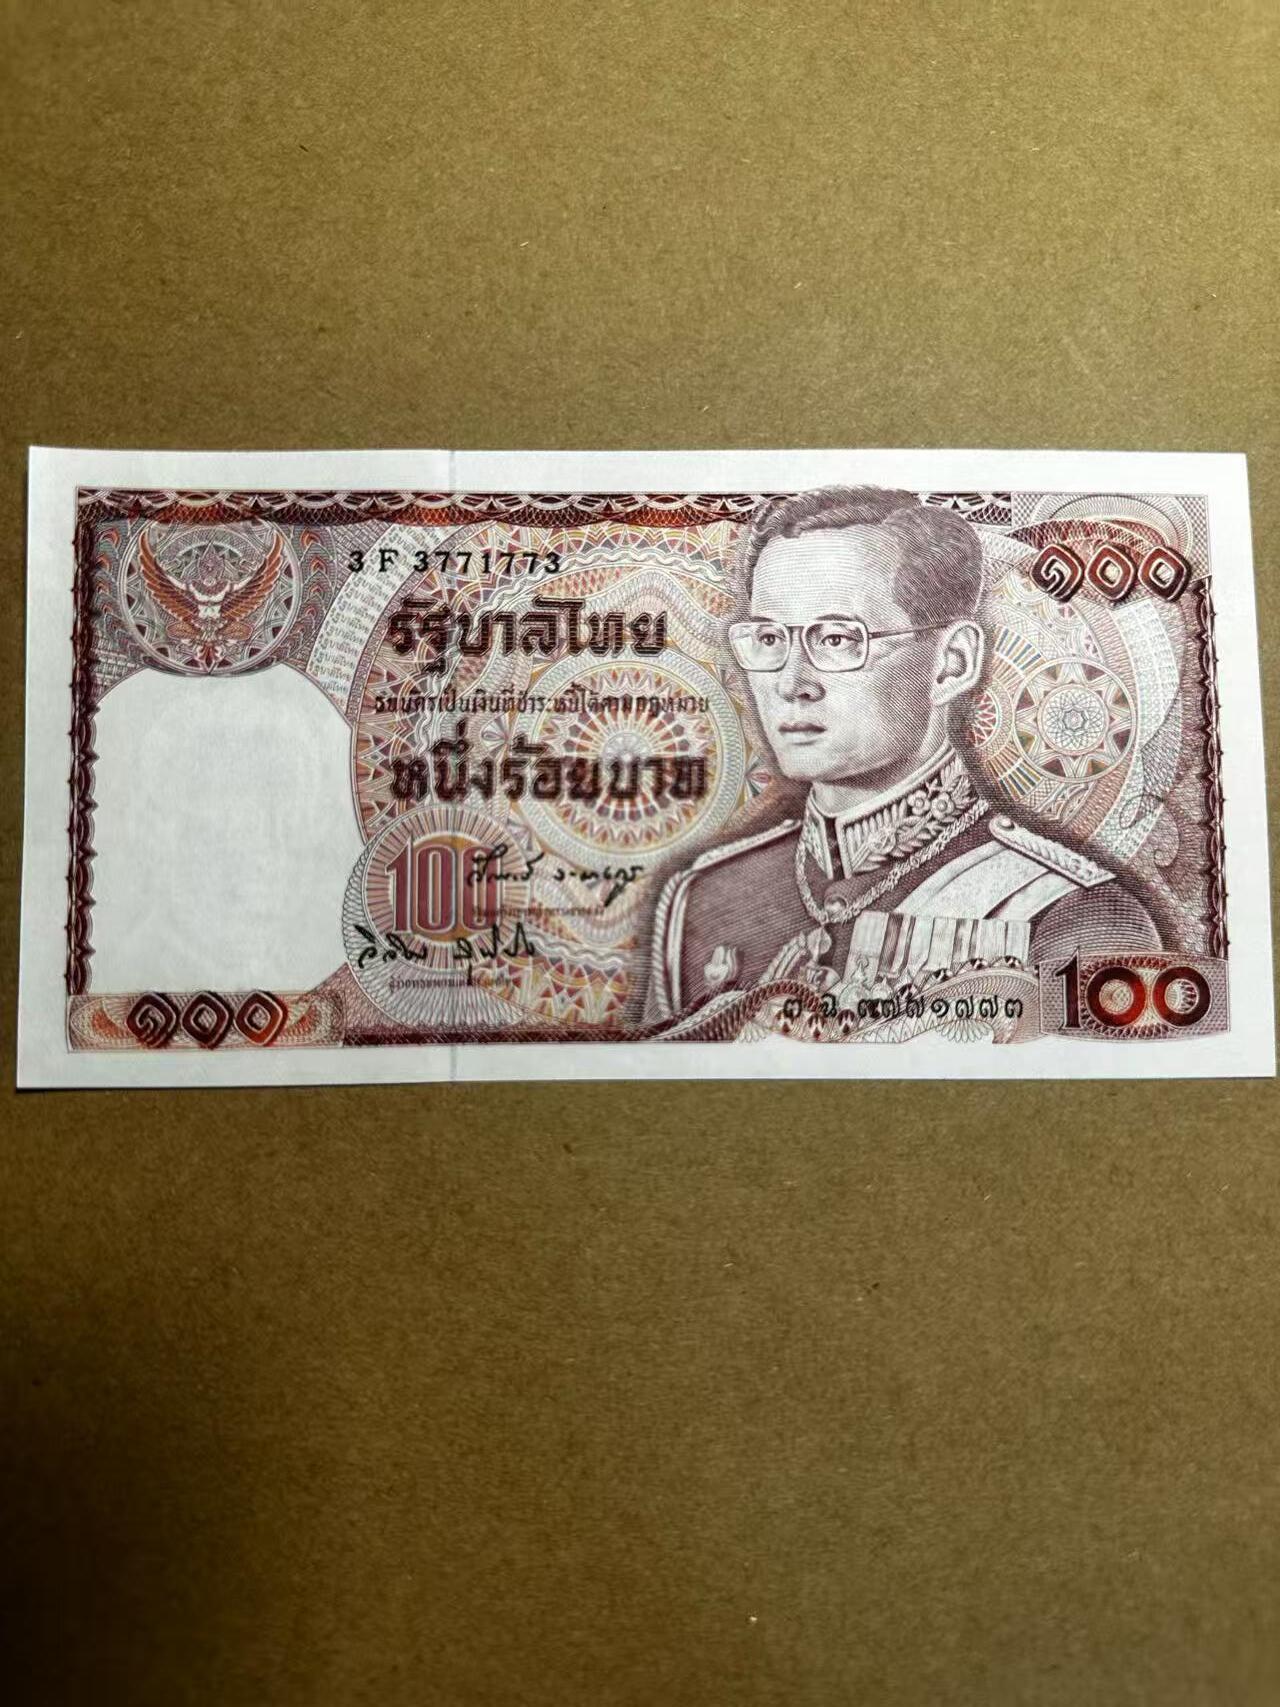 3 F 3771773
๑๐๐
รัฐบาลไทย
ธนบัตรเป็นเงินที่ชำระหนี้ได้ตามกฎหมาย
หนึ่งร้อยบาท
100
๑๐๐
๓ ฉ ๓๗๗๑๗๗๓
100